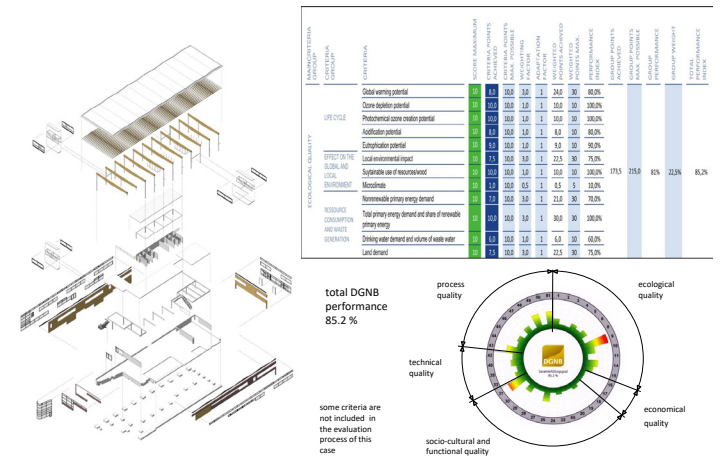 MAINCRITERIA GROUP
CRITERIA GROUP
CRITERIA
SCORE MAXIMUM
CRITERIA POINTS ACHIEVED
CRITERIA POINTS MAX. POSSIBLE
WEIGHTING FACTOR
ADAPTATION FACTOR
WEIGHTED POINTS ACHIVED
WEIGHTED POINTS MAX.
PERFORMANCE INDEX
GROUP POINTS ACHIEVED
GROUP POINTS MAX. POSSIBLE
GROUP PERFORMANCE
GROUP WEIGHT
TOTAL PERFORMANCE INDEX
ECOLOGICAL QUALITY
LIFE CYCLE
Global warming potential 10 8,0 10,0 3,0 1 24,0 30 80,0%
Ozone depletion potential 10 10,0 10,0 1,0 1 10,0 10 100,0%
Photochemical ozone creation potential 10 10,0 10,0 1,0 1 10,0 10 100,0%
Acidification potential 10 8,0 10,0 1,0 1 8,0 10 80,0%
Eutrophication potential 10 9,0 10,0 1,0 1 9,0 10 90,0%
EFFECT ON THE
GLOBAL AND
LOCAL
ENVIRONMENT
Local environmental impact 10 7,5 10,0 3,0 1 22,5 30 75,0%
Suytainable use of resources/wood 10 10,0 10,0 1,0 1 10,0 10 100,0% 173,5 215,0 81% 22,5% 85,2%
Microclimate 10 1,0 10,0 0,5 1 0,5 5 10,0%
RESSOURCE
CONSUMPTION
AND WASTE
GENERATION
Nonrenewable primary energy demand 10 7,0 10,0 3,0 1 21,0 30 70,0%
Total primary energy demand and share of renewable
primary energy 10 10,0 10,0 3,0 1 30,0 30 100,0%
Drinking water demand and volume of waste water 10 6,0 10,0 1,0 1 6,0 10 60,0%
Land demand 10 7,5 10,0 3,0 1 22,5 30 75,0%
total DGNB
performance
85.2 %
process
quality
ecological
quality
technical
quality
DGNB
85.2 %
economical
quality
some criteria are
not included in
the evaluation
process of this
case
socio-cultural and
functional quality